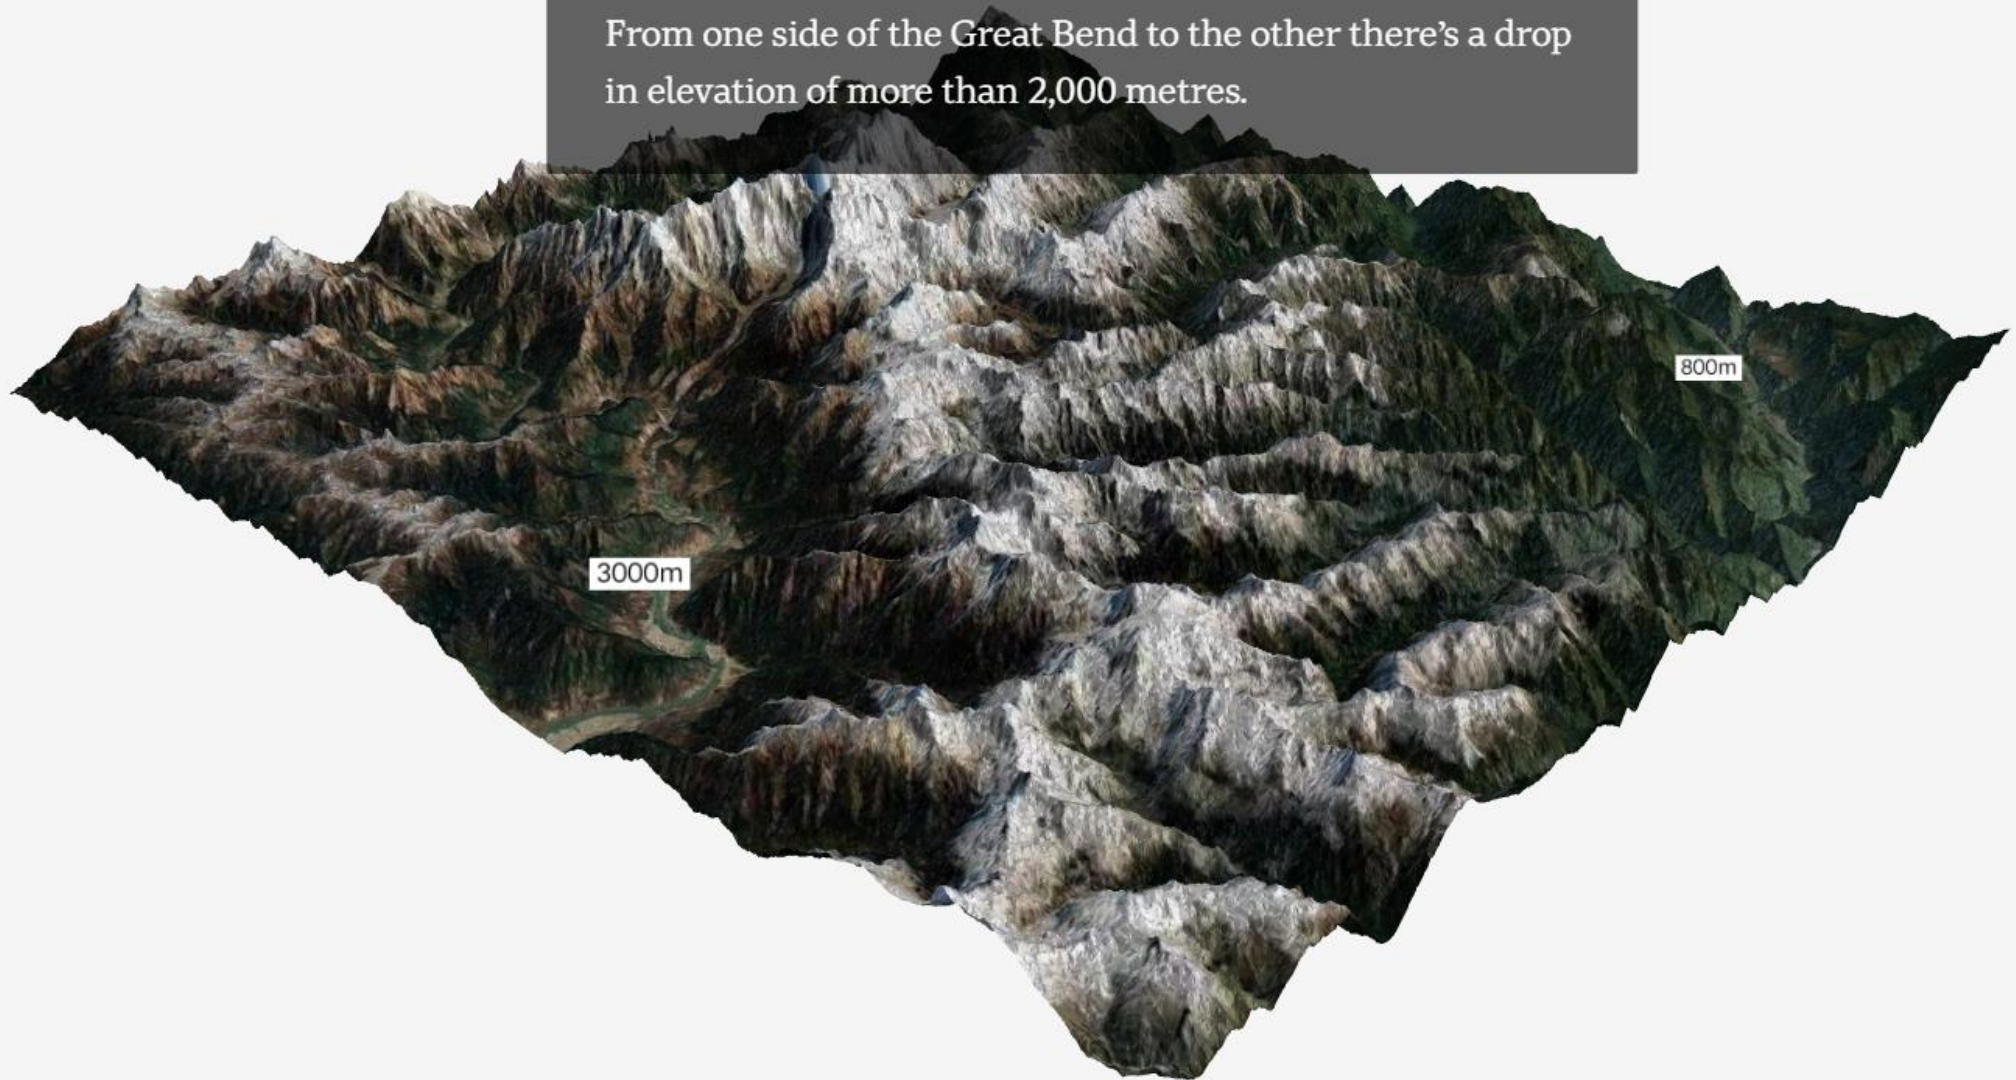 From one side of the Great Bend to the other there’s a drop
in elevation of more than 2,000 metres.
800m
3000m